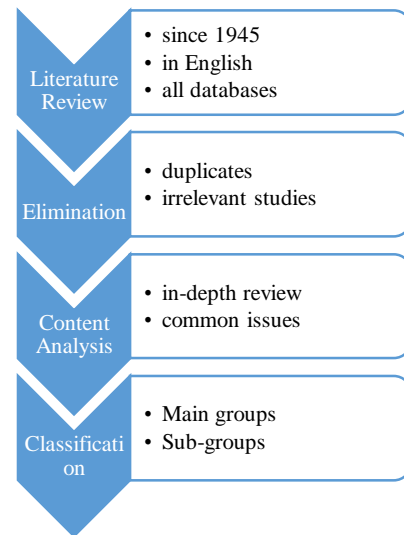 Literature
Review
• since 1945
• in English
• all databases
Elimination
• duplicates
• irrelevant studies
Content
Analysis
• in-depth review
• common issues
Classificati
on
• Main groups
• Sub-groups